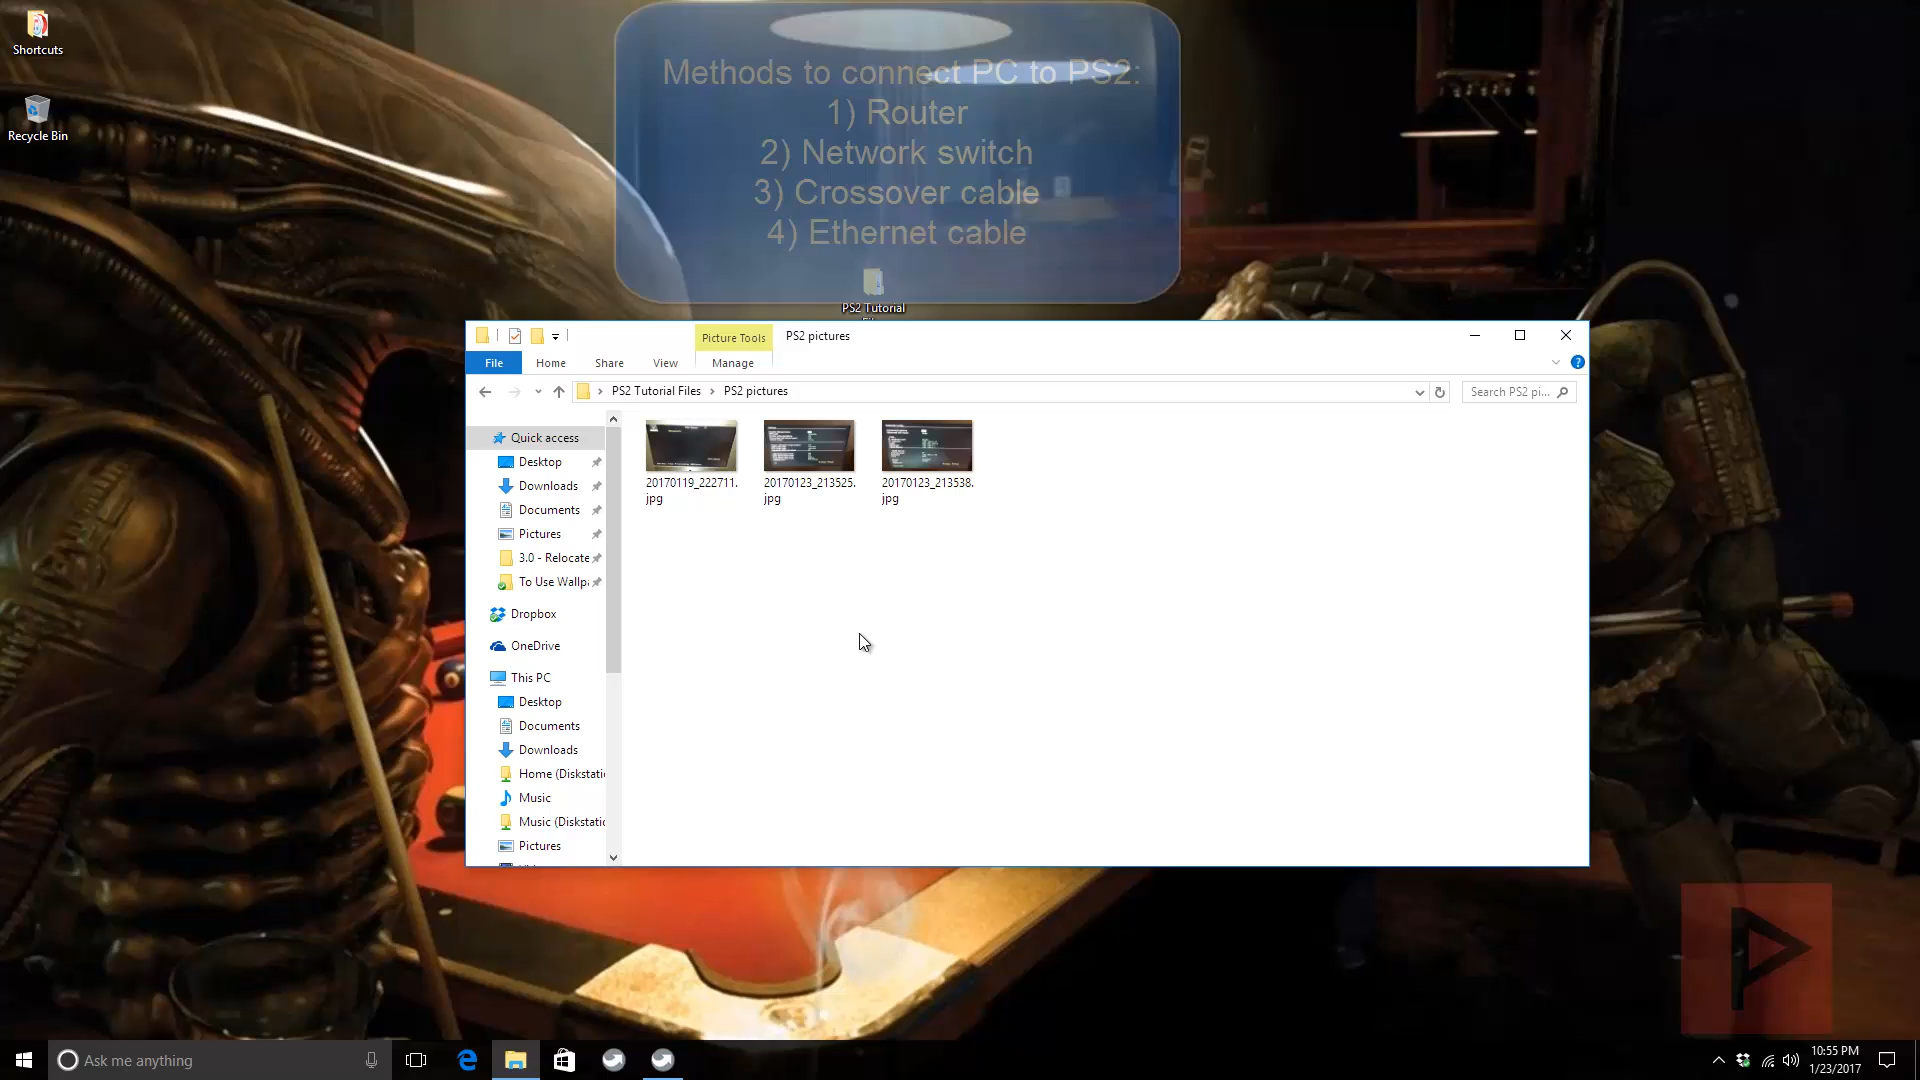 Shortcuts
Recycle Bin
Methods to connect PC to PS2:
1) Router
2) Network switch
3) Crossover cable
4) Ethernet cable
PS2 Tutorial
Picture Tools
PS2 pictures
File
Home
Share
View
Manage
PS2 Tutorial Files
PS2 pictures
Search PS2 pi...
20170119_222711.
jpg
20170123_213525.
jpg
20170123_213538.
jpg
Quick access
Desktop
Downloads
Documents
Pictures
3.0 - Relocate
To Use Wallp
Dropbox
OneDrive
This PC
Desktop
Documents
Downloads
Home (Diskstati
Music
Music (Diskstatic
Pictures
Ask me anything
10:55 PM
1/23/2017